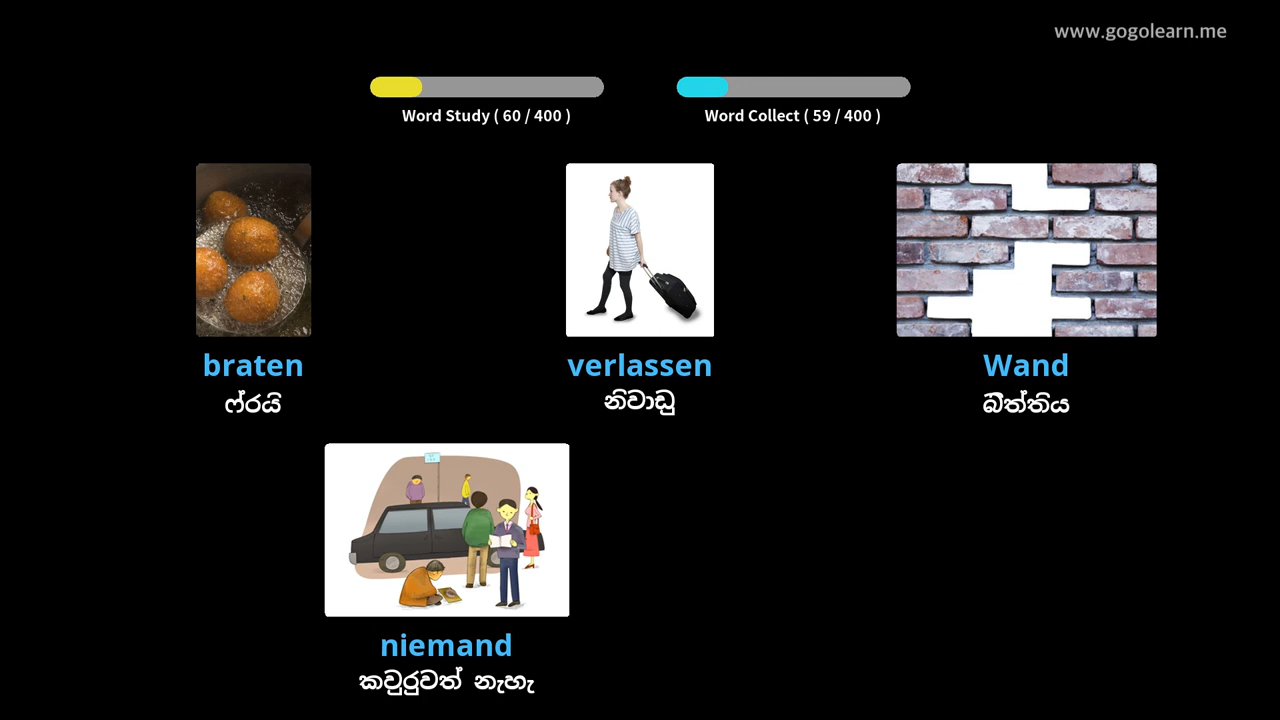 www.gogolearn.me
Word Study ( 60 / 400 )
Word Collect ( 59 / 400 )
braten
ෆ්රයි
verlassen
නිවාඩු
Wand
බිත්තිය
niemand
කවුරුවත් නැහැ